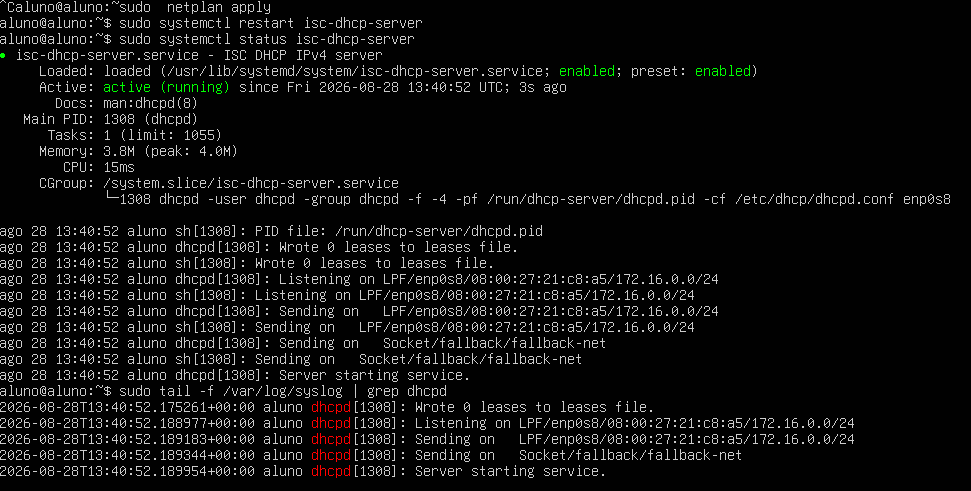 ^Caluno@aluno:~$sudo  netplan apply
aluno@aluno:~$ sudo systemctl restart isc-dhcp-server
aluno@aluno:~$ sudo systemctl status isc-dhcp-server
● isc-dhcp-server.service - ISC DHCP IPv4 server
     Loaded: loaded (/usr/lib/systemd/system/isc-dhcp-server.service; enabled; preset: enabled)
     Active: active (running) since Fri 2026-08-28 13:40:52 UTC; 3s ago
       Docs: man:dhcpd(8)
   Main PID: 1308 (dhcpd)
      Tasks: 1 (limit: 1055)
     Memory: 3.8M (peak: 4.0M)
        CPU: 15ms
     CGroup: /system.slice/isc-dhcp-server.service
             └─1308 dhcpd -user dhcpd -group dhcpd -f -4 -pf /run/dhcp-server/dhcpd.pid -cf /etc/dhcp/dhcpd.conf enp0s8

ago 28 13:40:52 aluno sh[1308]: PID file: /run/dhcp-server/dhcpd.pid
ago 28 13:40:52 aluno dhcpd[1308]: Wrote 0 leases to leases file.
ago 28 13:40:52 aluno sh[1308]: Wrote 0 leases to leases file.
ago 28 13:40:52 aluno dhcpd[1308]: Listening on LPF/enp0s8/08:00:27:21:c8:a5/172.16.0.0/24
ago 28 13:40:52 aluno sh[1308]: Listening on LPF/enp0s8/08:00:27:21:c8:a5/172.16.0.0/24
ago 28 13:40:52 aluno dhcpd[1308]: Sending on   LPF/enp0s8/08:00:27:21:c8:a5/172.16.0.0/24
ago 28 13:40:52 aluno sh[1308]: Sending on   LPF/enp0s8/08:00:27:21:c8:a5/172.16.0.0/24
ago 28 13:40:52 aluno dhcpd[1308]: Sending on   Socket/fallback/fallback-net
ago 28 13:40:52 aluno sh[1308]: Sending on   Socket/fallback/fallback-net
ago 28 13:40:52 aluno dhcpd[1308]: Server starting service.
aluno@aluno:~$ sudo tail -f /var/log/syslog | grep dhcpd
2026-08-28T13:40:52.175261+00:00 aluno dhcpd[1308]: Wrote 0 leases to leases file.
2026-08-28T13:40:52.188977+00:00 aluno dhcpd[1308]: Listening on LPF/enp0s8/08:00:27:21:c8:a5/172.16.0.0/24
2026-08-28T13:40:52.189183+00:00 aluno dhcpd[1308]: Sending on   LPF/enp0s8/08:00:27:21:c8:a5/172.16.0.0/24
2026-08-28T13:40:52.189344+00:00 aluno dhcpd[1308]: Sending on   Socket/fallback/fallback-net
2026-08-28T13:40:52.189954+00:00 aluno dhcpd[1308]: Server starting service.